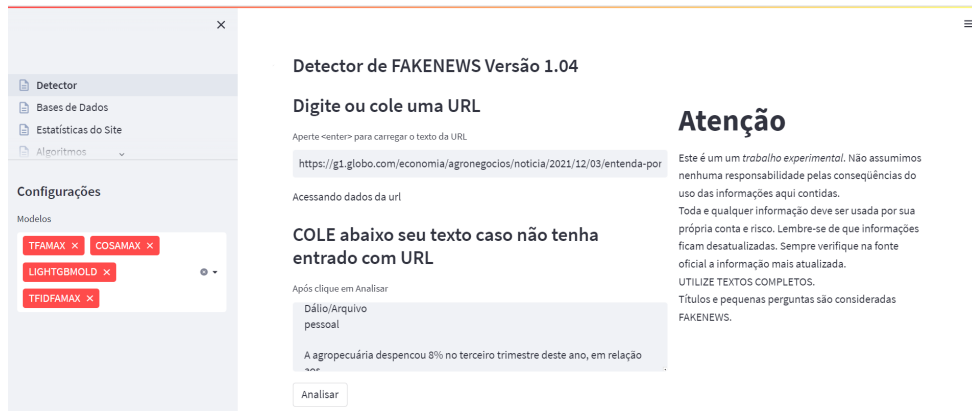 Detector
Bases de Dados
Estatísticas do Site
Algoritmos
Configurações
Modelos
TFAMAX ×
COSAMAX ×
LIGHTGBMOLD ×
TFIDFAMAX ×
Detector de FAKENEWS Versão 1.04
Digite ou cole uma URL
Aperte <enter> para carregar o texto da URL
https://g1.globo.com/economia/agronegocios/noticia/2021/12/03/entenda-por
Acessando dados da url
COLE abaixo seu texto caso não tenha
entrado com URL
Após clique em Analisar
Dálio/Arquivo
pessoal
A agropecuária despencou 8% no terceiro trimestre deste ano, em relação
Analisar
Atenção
Este é um um trabalho experimental. Não assumimos
nenhuma responsabilidade pelas conseqüências do
uso das informações aqui contidas.
Toda e qualquer informação deve ser usada por sua
própria conta e risco. Lembre-se de que informações
ficam desatualizadas. Sempre verifique na fonte
oficial a informação mais atualizada.
UTILIZE TEXTOS COMPLETOS.
Títulos e pequenas perguntas são consideradas
FAKENEWS.